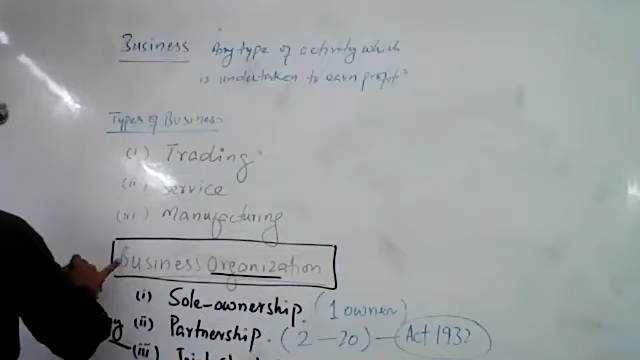 Business Any type of activity which
is undertaken to earn profit"
Types of Business
(i) Trading
(ii) Service
(iii) Manufacturing
Business Organization
(i) Sole-ownership. (1 owner)
(ii) Partnership. (2-20) - Act 1932
(iii)